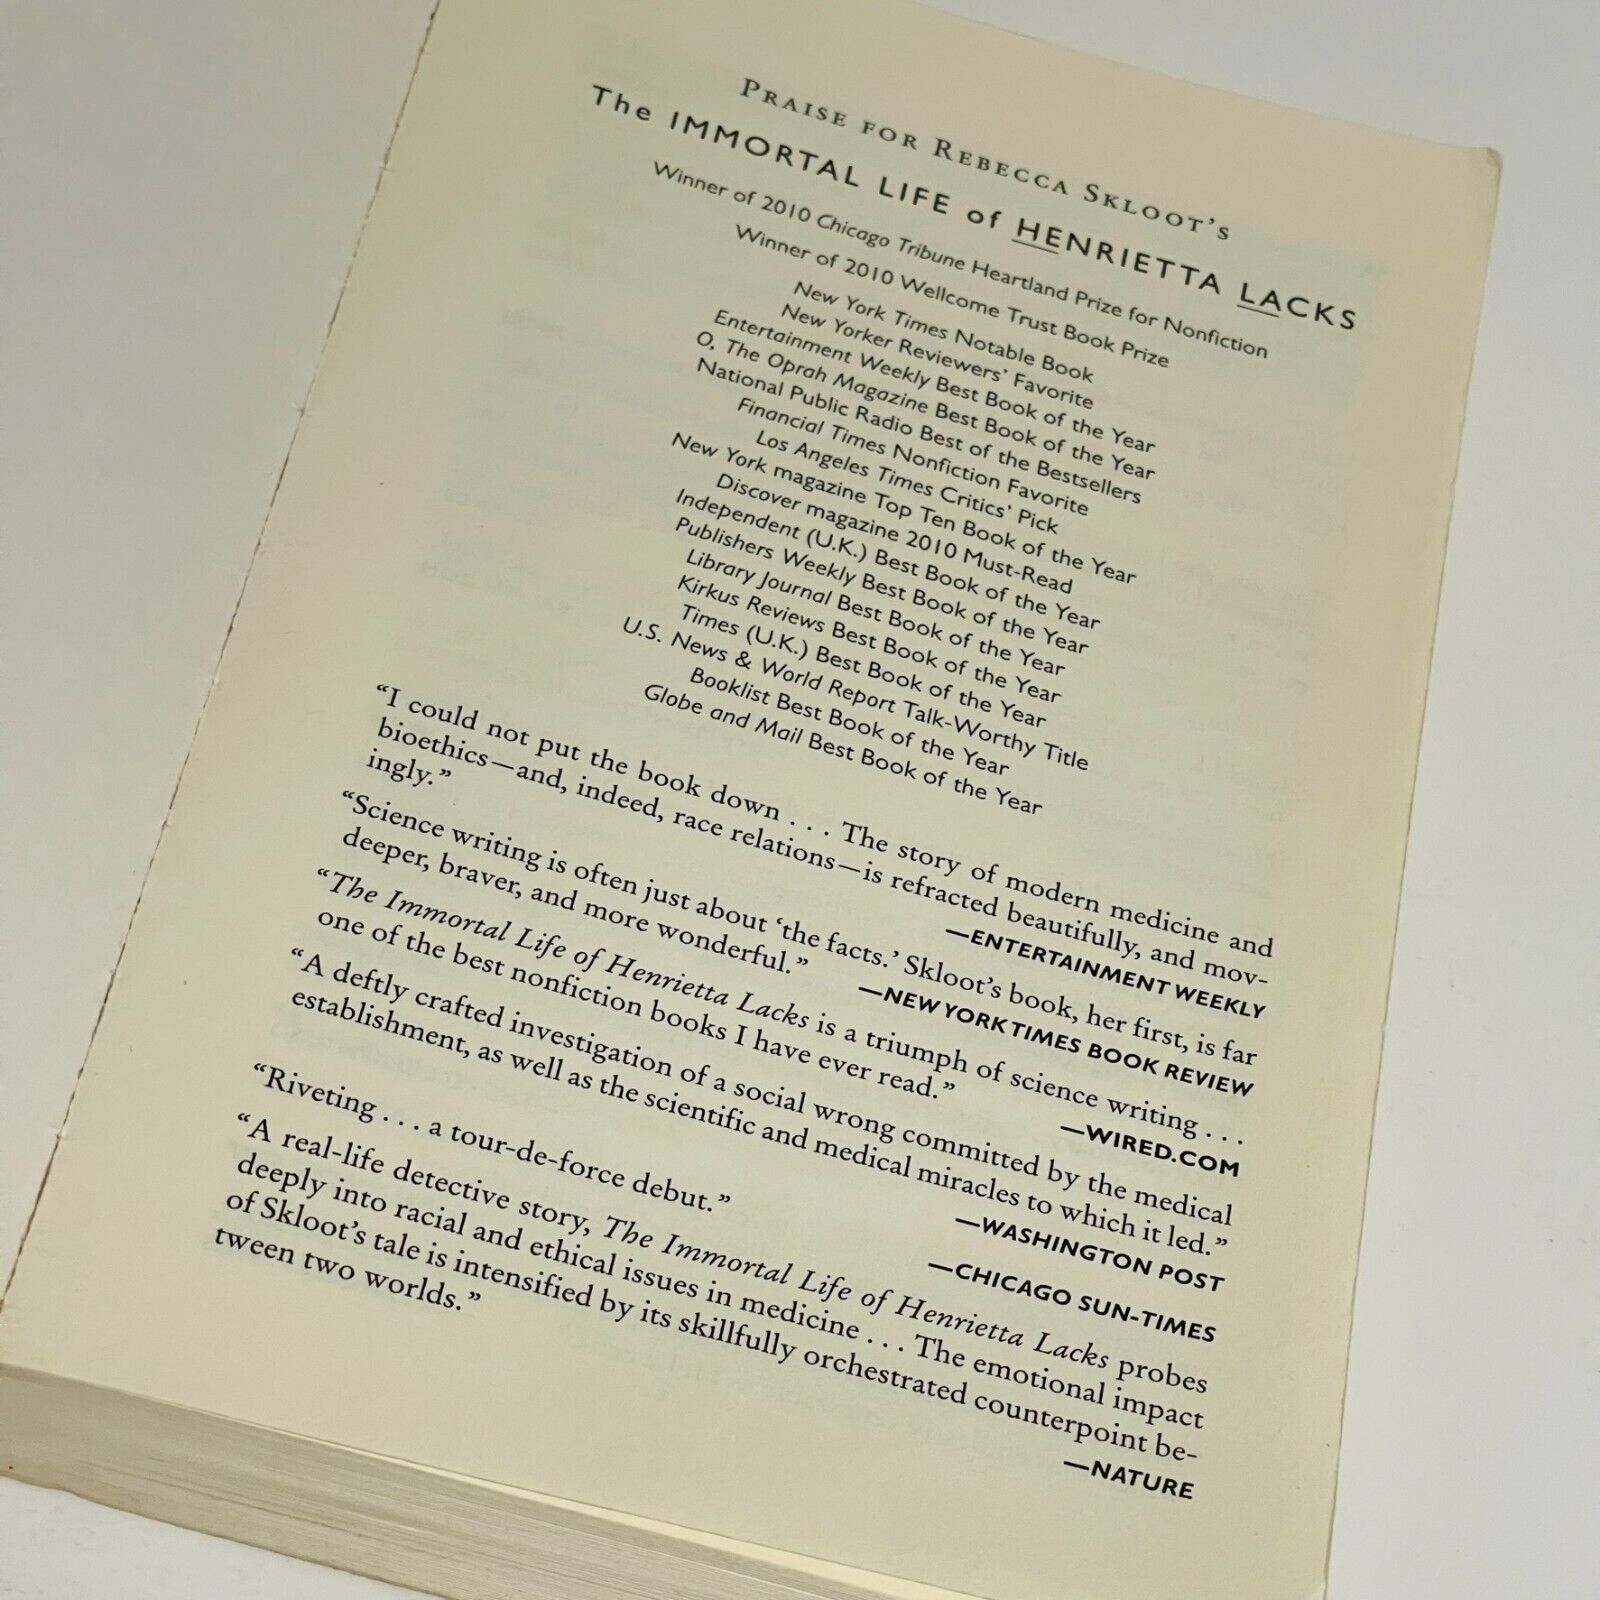 PRAISE FOR REBECCA SKLOOT'S
The IMMORTAL LIFE of HENRIETTA LACKS
Winner of 2010 Chicago Tribune Heartland Prize for Nonfiction
Winner of 2010 Wellcome Trust Book Prize
New York Times Notable Book
New Yorker Reviewers' Favorite
Entertainment Weekly Best Book of the Year
O, The Oprah Magazine Best Book of the Year
National Public Radio Best of the Bestsellers
Financial Times Nonfiction Favorite
Los Angeles Times Critics' Pick
New York magazine Top Ten Book of the Year
Discover magazine 2010 Must-Read
Independent (U.K.) Best Book of the Year
Publishers Weekly Best Book of the Year
Library Journal Best Book of the Year
Kirkus Reviews Best Book of the Year
Times (U.K.) Best Book of the Year
U.S. News & World Report Talk-Worthy Title
Booklist Best Book of the Year
Globe and Mail Best Book of the Year
“I could not put the book down . . . The story of modern medicine and
bioethics—and, indeed, race relations—is refracted beautifully, and mov-
ingly.”
—ENTERTAINMENT WEEKLY
“Science writing is often just about ‘the facts.’ Skloot’s book, her first, is far
deeper, braver, and more wonderful.”
—NEW YORK TIMES BOOK REVIEW
“The Immortal Life of Henrietta Lacks is a triumph of science writing . . .
one of the best nonfiction books I have ever read.”
—WIRED.COM
“A deftly crafted investigation of a social wrong committed by the medical
establishment, as well as the scientific and medical miracles to which it led.”
—WASHINGTON POST
“Riveting . . . a tour-de-force debut.”
—CHICAGO SUN-TIMES
“A real-life detective story, The Immortal Life of Henrietta Lacks probes
deeply into racial and ethical issues in medicine . . . The emotional impact
of Skloot’s tale is intensified by its skillfully orchestrated counterpoint be-
tween two worlds.”
—NATURE